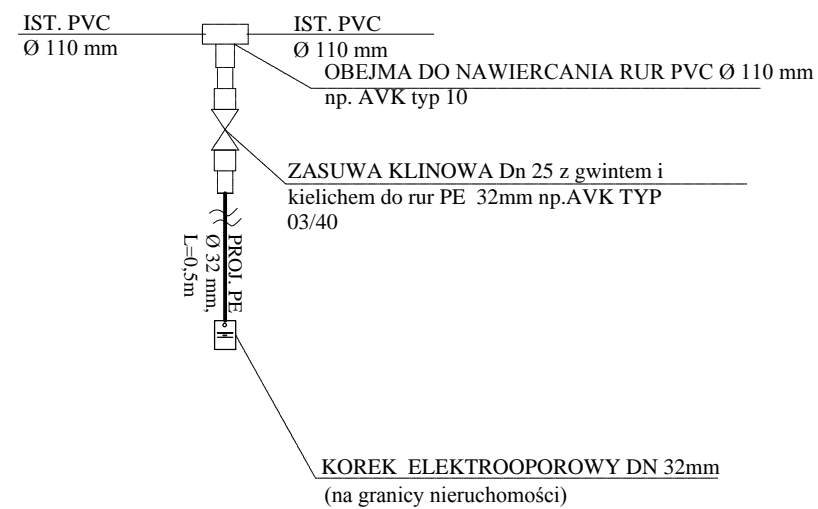 IST. PVC
Ø 110 mm
IST. PVC
Ø 110 mm
OBEJMA DO NAWIERCANIA RUR PVC Ø 110 mm
np. AVK typ 10
ZASUWA KLINOWA Dn 25 z gwintem i
kielichem do rur PE 32mm np.AVK TYP
03/40
PROJ. PE
Ø 32 mm,
L=0,5m
KOREK ELEKTROOPOROWY DN 32mm
(na granicy nieruchomości)